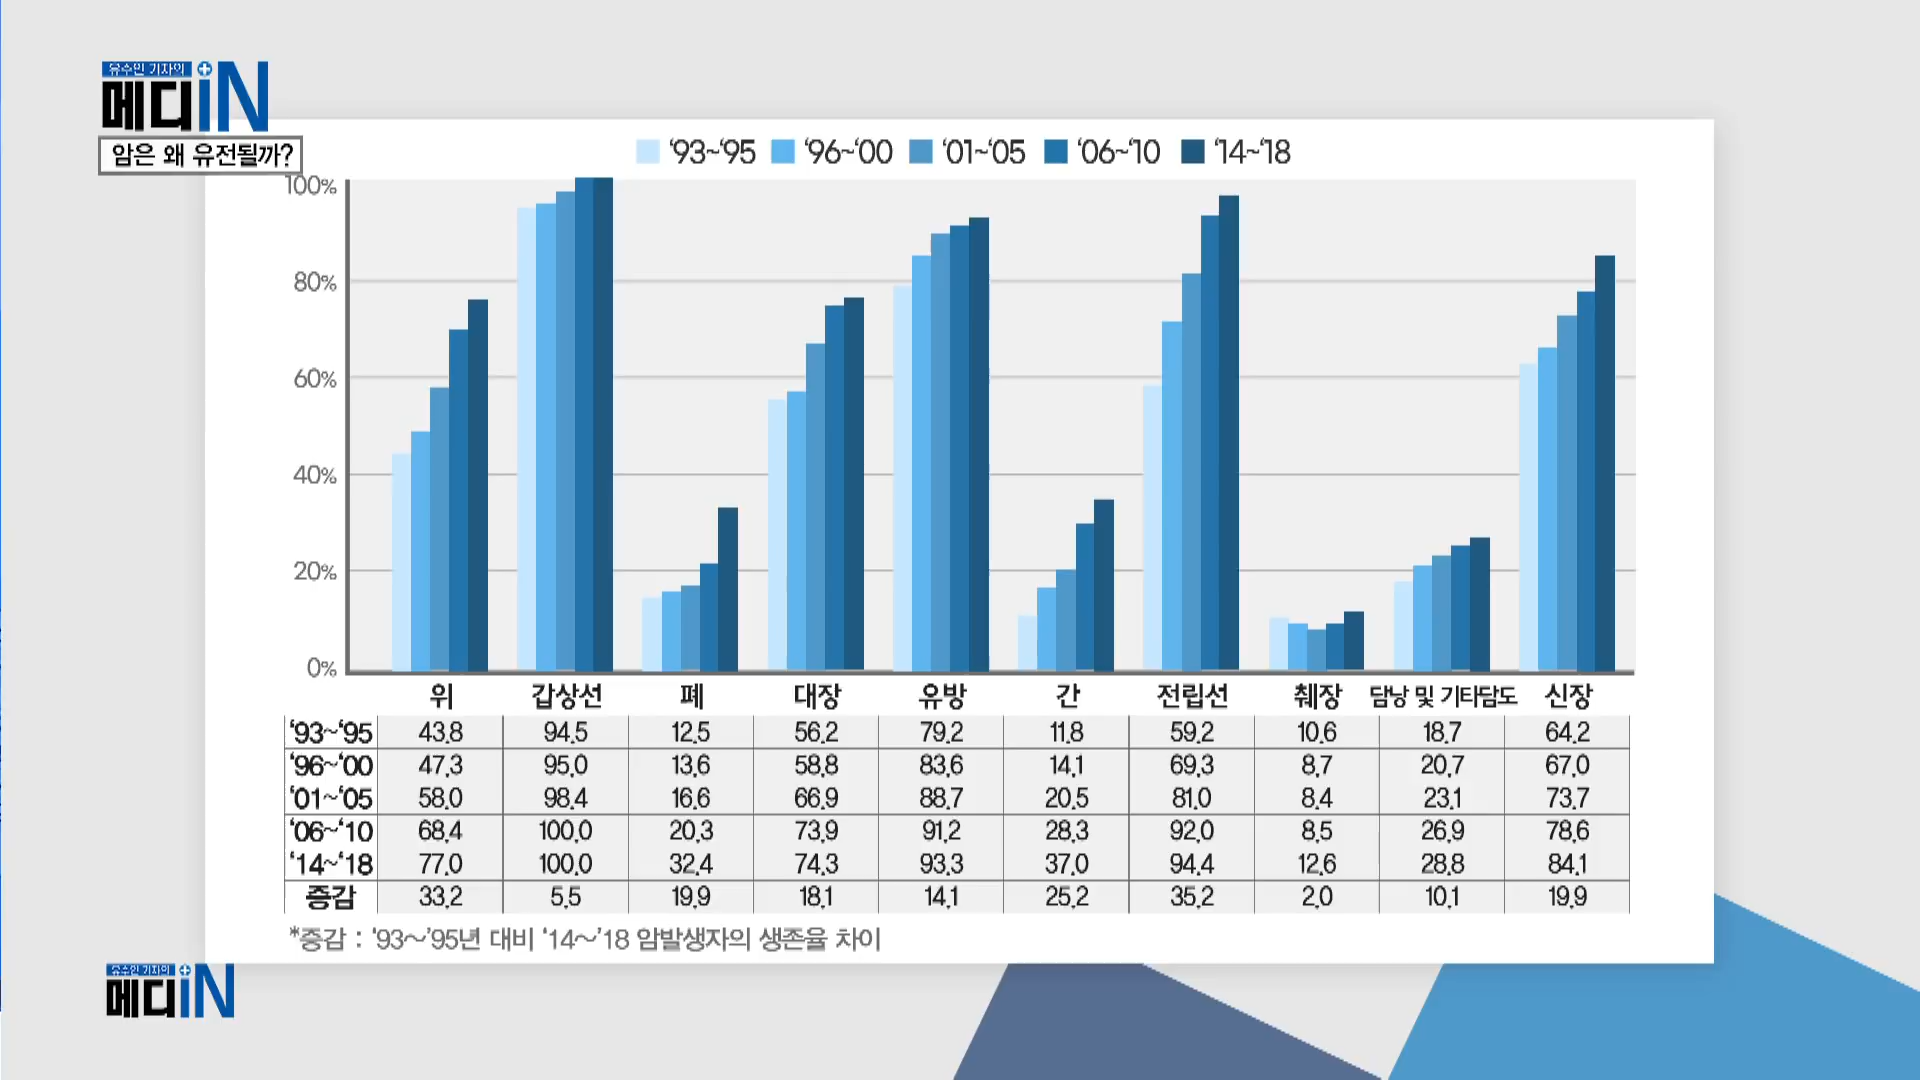 유수인 기자의
메디iN
암은 왜 유전될까?
‘93~‘95 ‘96~‘00 ‘01~‘05 ‘06~‘10 ‘14~‘18
100%
80%
60%
40%
20%
0%
위 갑상선 폐 대장 유방 간 전립선 췌장 담낭 및 기타담도 신장
‘93~‘95 43.8 94.5 12.5 56.2 79.2 11.8 59.2 10.6 18.7 64.2
‘96~‘00 47.3 95.0 13.6 58.8 83.6 14.1 69.3 8.7 20.7 67.0
‘01~‘05 58.0 98.4 16.6 66.9 88.7 20.5 81.0 8.4 23.1 73.7
‘06~‘10 68.4 100.0 20.3 73.9 91.2 28.3 92.0 8.5 26.9 78.6
‘14~‘18 77.0 100.0 32.4 74.3 93.3 37.0 94.4 12.6 28.8 84.1
증감 33.2 5.5 19.9 18.1 14.1 25.2 35.2 2.0 10.1 19.9
*증감 : ‘93~’95년 대비 ‘14~’18 암발생자의 생존율 차이
유수인 기자의
메디iN